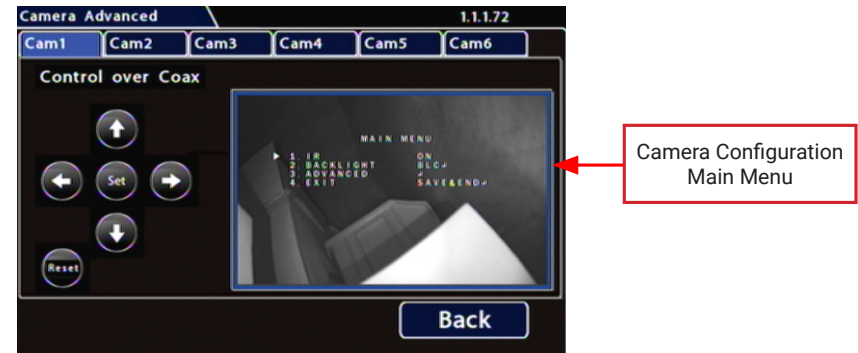 Camera Advanced 1.1.1.72
Cam1 Cam2 Cam3 Cam4 Cam5 Cam6
Control over Coax
MAIN MENU
1. IR ON
2. BACKLIGHT BLC↵
3. ADVANCED ↵
4. EXIT SAVE&END↵
Set
Reset
Back
Camera Configuration
Main Menu